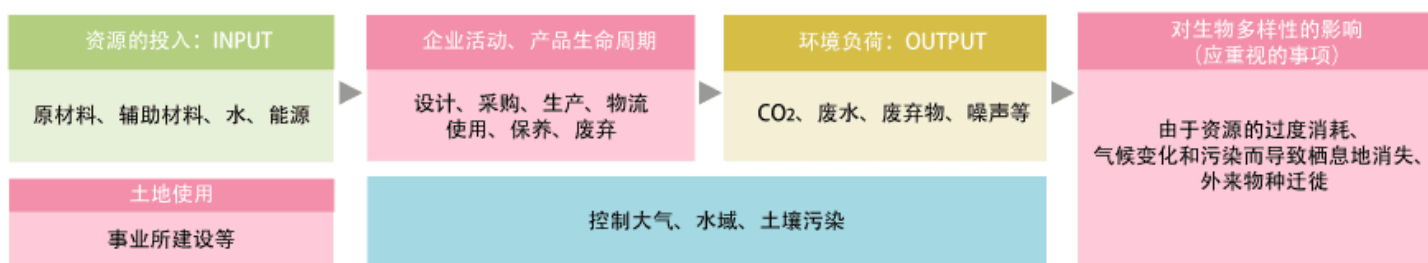 资源的投入：INPUT
原材料、辅助材料、水、能源
企业活动、产品生命周期
设计、采购、生产、物流
使用、保养、废弃
环境负荷：OUTPUT
CO₂、废水、废弃物、噪声等
对生物多样性的影响
（应重视的事项）
由于资源的过度消耗、
气候变化和污染而导致栖息地消失、
外来物种迁徙
土地使用
事业所建设等
控制大气、水域、土壤污染